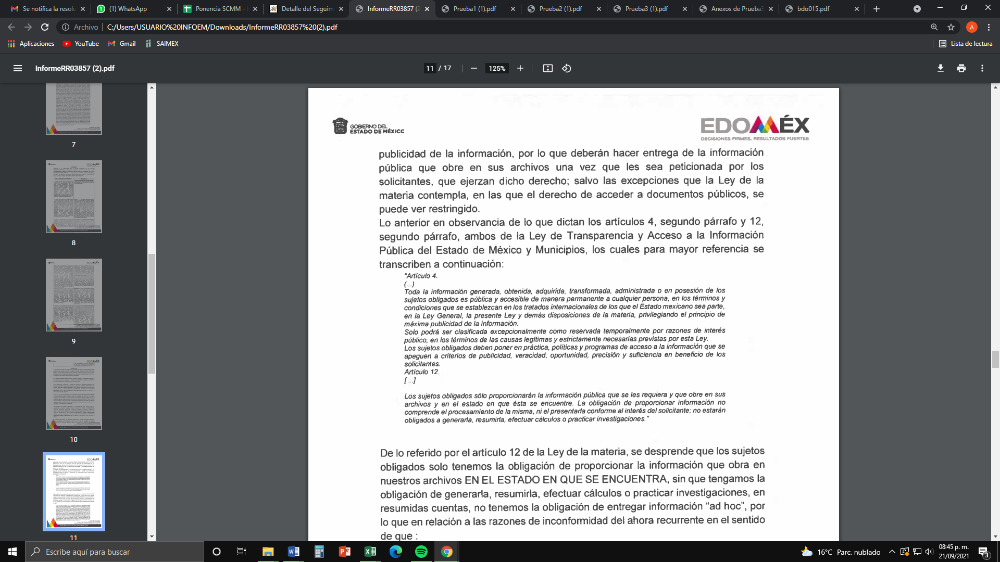 Se notifica la resolu
(1) WhatsApp
Ponencia SCMM -
Detalle del Seguim
InformeRR03857 (2
Prueba1 (1).pdf
Prueba2 (1).pdf
Prueba3 (1).pdf
Anexos de Prueba3
bdo015.pdf
Archivo
C:/Users/USUARIO%20INFOEM/Downloads/InformeRR03857%20(2).pdf
A
Aplicaciones
YouTube
Gmail
SAIMEX
Lista de lectura
InformeRR03857 (2).pdf
11 / 17
125%
7
8
9
10
11
GOBIERNO DEL
ESTADO DE MÉXICO
EDOMÉX
DECISIONES FIRMES, RESULTADOS FUERTES
publicidad de la información, por lo que deberán hacer entrega de la información
pública que obre en sus archivos una vez que les sea peticionada por los
solicitantes, que ejerzan dicho derecho; salvo las excepciones que la Ley de la
materia contempla, en las que el derecho de acceder a documentos públicos, se
puede ver restringido.
Lo anterior en observancia de lo que dictan los artículos 4, segundo párrafo y 12,
segundo párrafo, ambos de la Ley de Transparencia y Acceso a la Información
Pública del Estado de México y Municipios, los cuales para mayor referencia se
transcriben a continuación:
"Artículo 4.
(...)
Toda la información generada, obtenida, adquirida, transformada, administrada o en posesión de los
sujetos obligados es pública y accesible de manera permanente a cualquier persona, en los términos y
condiciones que se establezcan en los tratados internacionales de los que el Estado mexicano sea parte,
en la Ley General, la presente Ley y demás disposiciones de la materia, privilegiando el principio de
máxima publicidad de la información.
Solo podrá ser clasificada excepcionalmente como reservada temporalmente por razones de interés
público, en los términos de las causas legítimas y estrictamente necesarias previstas por esta Ley.
Los sujetos obligados deben poner en práctica, políticas y programas de acceso a la información que se
apeguen a criterios de publicidad, veracidad, oportunidad, precisión y suficiencia en beneficio de los
solicitantes.
Artículo 12.
[...]
Los sujetos obligados sólo proporcionarán la información pública que se les requiera y que obre en sus
archivos y en el estado en que ésta se encuentre. La obligación de proporcionar información no
comprende el procesamiento de la misma, ni el presentarla conforme al interés del solicitante; no estarán
obligados a generarla, resumirla, efectuar cálculos o practicar investigaciones."
De lo referido por el artículo 12 de la Ley de la materia, se desprende que los sujetos
obligados solo tenemos la obligación de proporcionar la información que obra en
nuestros archivos EN EL ESTADO EN QUE SE ENCUENTRA, sin que tengamos la
obligación de generarla, resumirla, efectuar cálculos o practicar investigaciones, en
resumidas cuentas, no tenemos la obligación de entregar información "ad hoc", por
lo que en relación a las razones de inconformidad del ahora recurrente en el sentido
de que :
Escribe aquí para buscar
16°C Parc. nublado
08:45 p. m.
21/09/2021
3